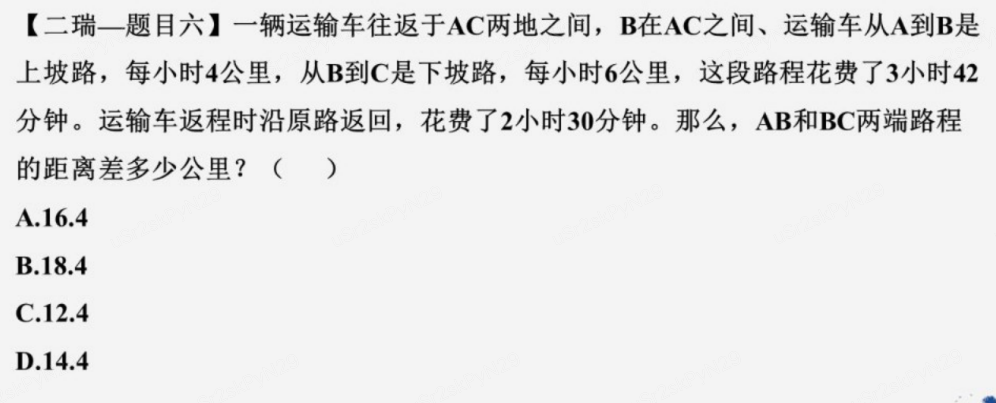 【二瑞—题目六】一辆运输车往返于AC两地之间，B在AC之间、运输车从A到B是
上坡路，每小时4公里，从B到C是下坡路，每小时6公里，这段路程花费了3小时42
分钟。运输车返程时沿原路返回，花费了2小时30分钟。那么，AB和BC两端路程
的距离差多少公里？（　　）
A.16.4
B.18.4
C.12.4
D.14.4